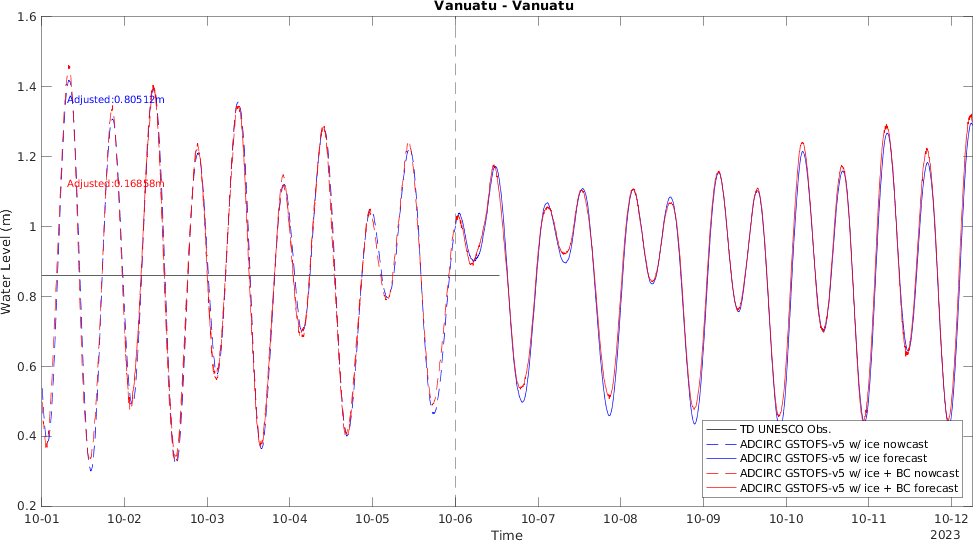 Vanuatu - Vanuatu
1.6
1.4
Adjusted:0.80512m
1.2
Adjusted:0.16858m
1
Water Level (m)
0.8
0.6
0.4
0.2
TD UNESCO Obs.
ADCIRC GSTOFS-v5 w/ ice nowcast
ADCIRC GSTOFS-v5 w/ ice forecast
ADCIRC GSTOFS-v5 w/ ice + BC nowcast
ADCIRC GSTOFS-v5 w/ ice + BC forecast
10-01 10-02 10-03 10-04 10-05 10-06 10-07 10-08 10-09 10-10 10-11 10-12
Time
2023